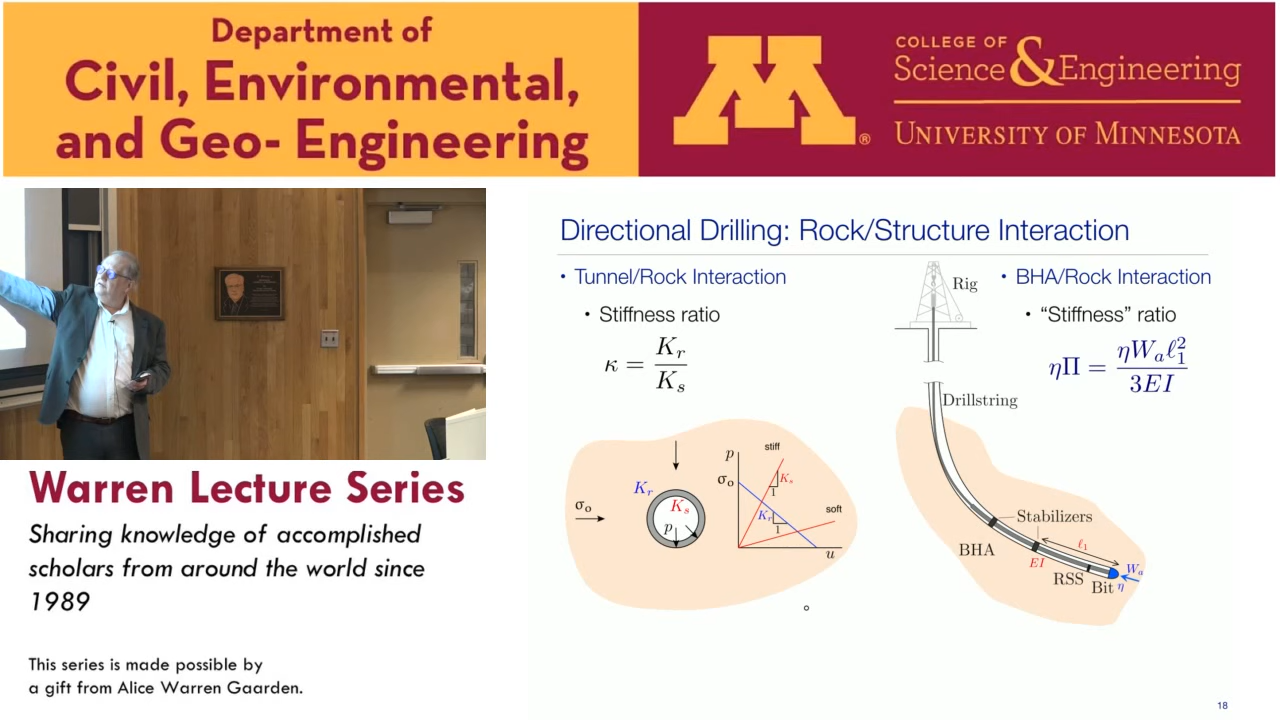 Department of
Civil, Environmental,
and Geo- Engineering
M®
COLLEGE OF
Science & Engineering
UNIVERSITY OF MINNESOTA
Warren Lecture Series
Sharing knowledge of accomplished
scholars from around the world since
1989
This series is made possible by
a gift from Alice Warren Gaarden.
Directional Drilling: Rock/Structure Interaction
• Tunnel/Rock Interaction
• Stiffness ratio
κ = K_r / K_s
σ_o
K_r
K_s
p
p
σ_o
stiff
K_s
1
K_r
1
soft
u
Rig
Drillstring
• BHA/Rock Interaction
• “Stiffness” ratio
ηΠ = ηW_aℓ_1^2 / 3EI
Stabilizers
BHA
ℓ_1
EI
RSS
Bit
W_a
η
18